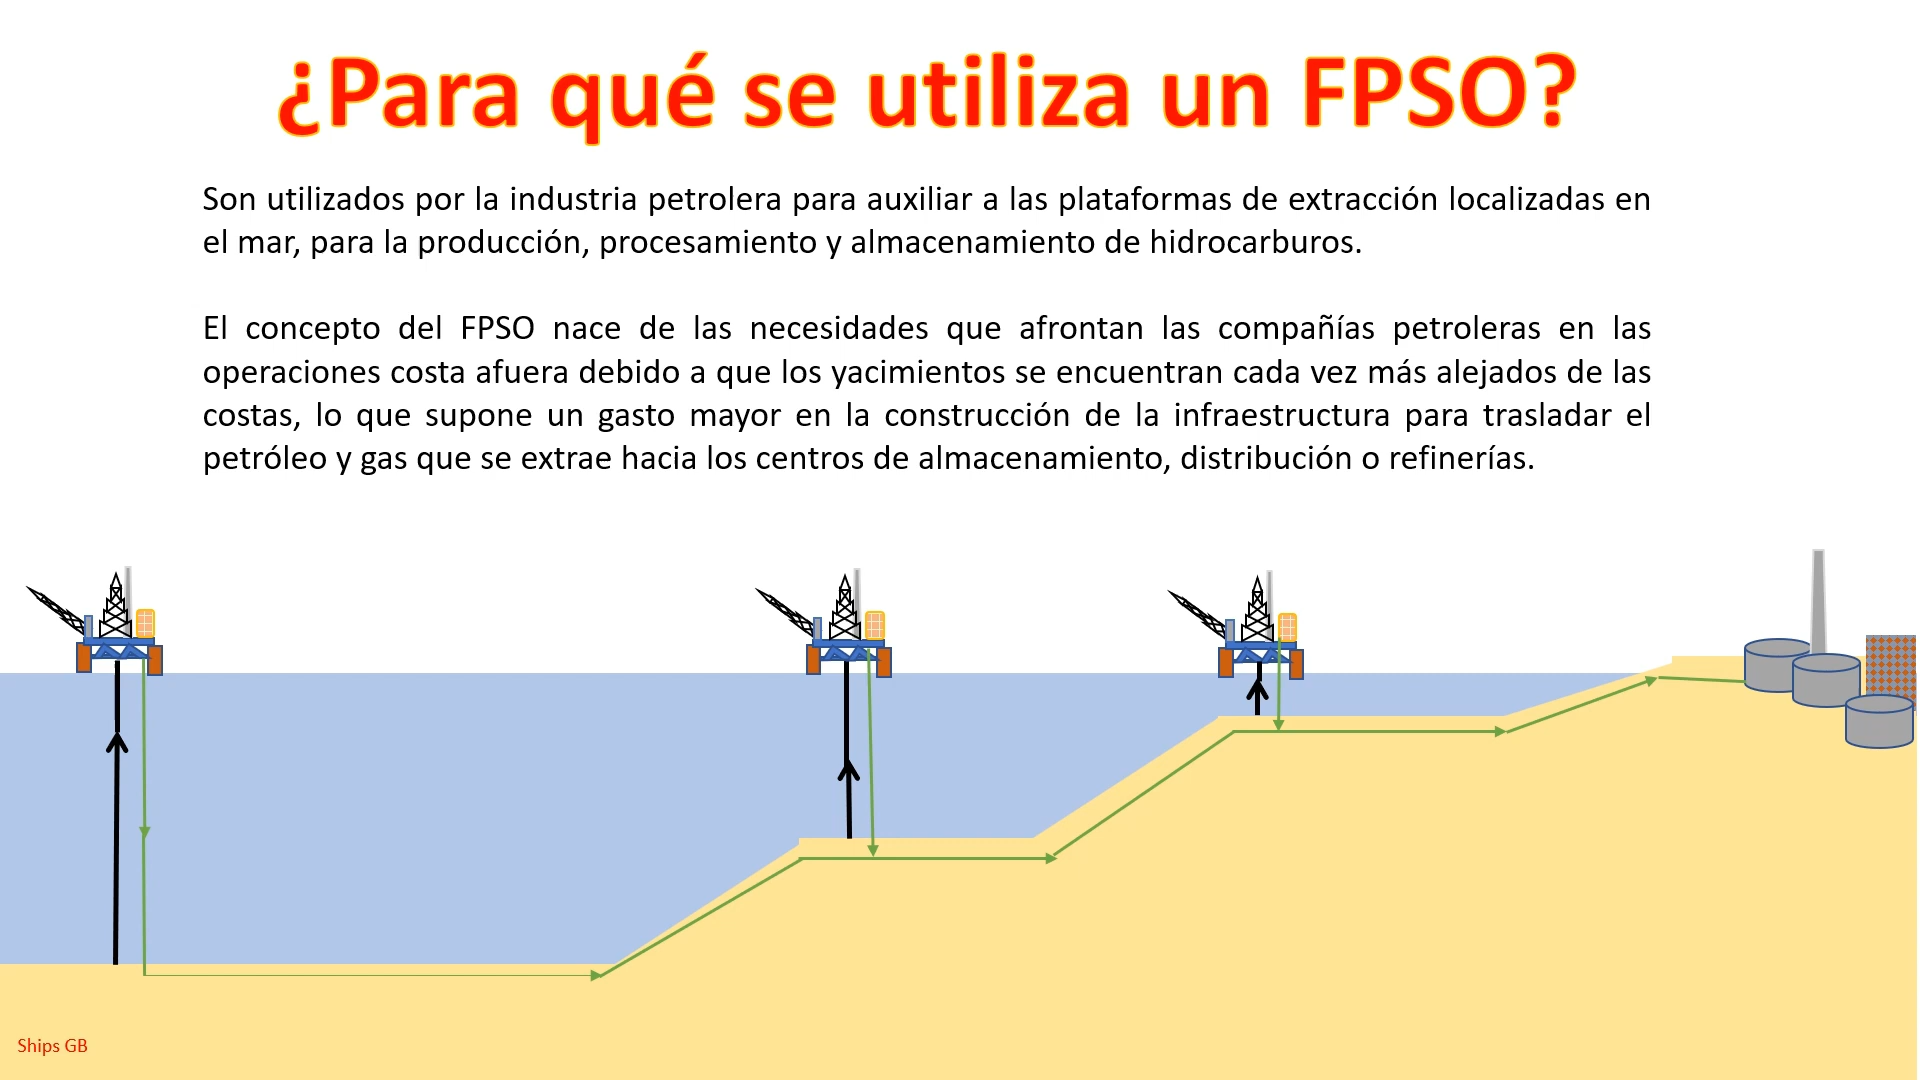 ¿Para qué se utiliza un FPSO?
Son utilizados por la industria petrolera para auxiliar a las plataformas de extracción localizadas en
el mar, para la producción, procesamiento y almacenamiento de hidrocarburos.
El concepto del FPSO nace de las necesidades que afrontan las compañías petroleras en las
operaciones costa afuera debido a que los yacimientos se encuentran cada vez más alejados de las
costas, lo que supone un gasto mayor en la construcción de la infraestructura para trasladar el
petróleo y gas que se extrae hacia los centros de almacenamiento, distribución o refinerías.
Ships GB